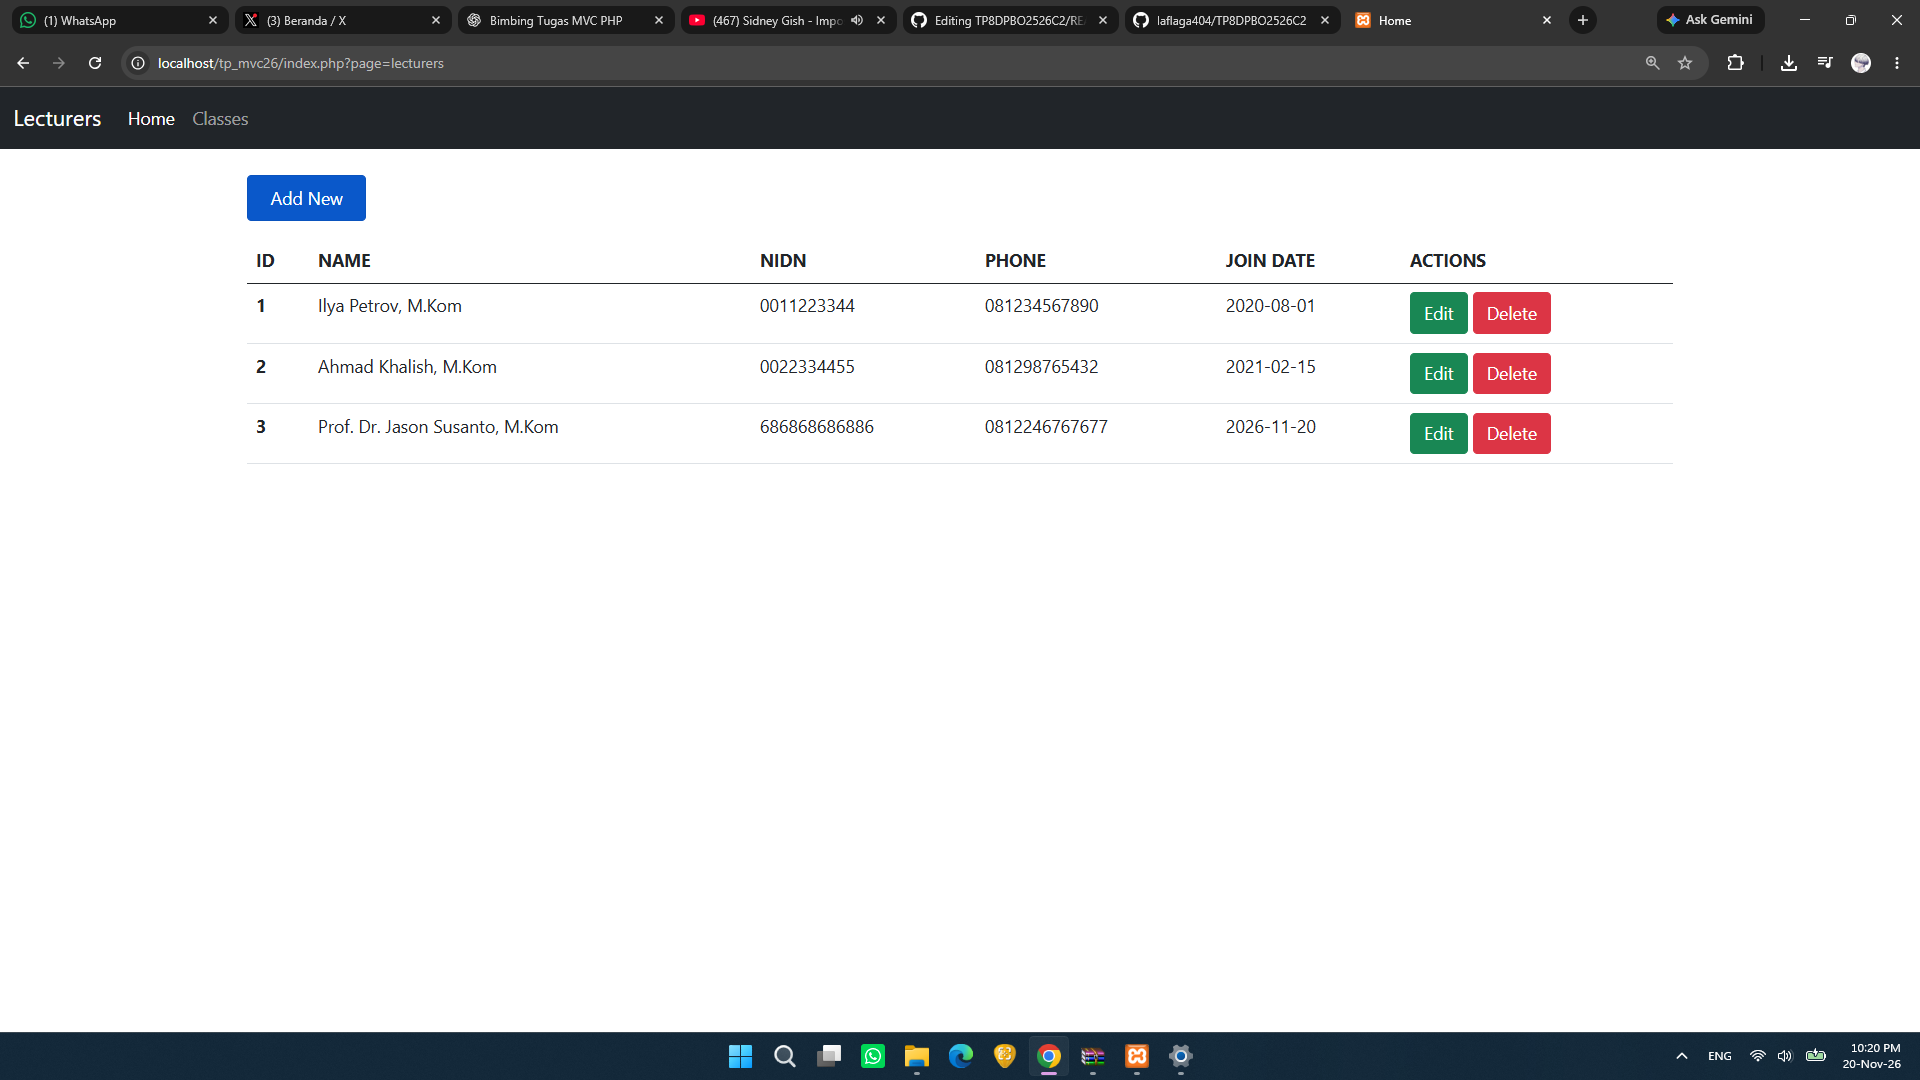 (1) WhatsApp
(3) Beranda / X
Bimbing Tugas MVC PHP
(467) Sidney Gish - Impo
Editing TP8DPBO2526C2/REA
laflaga404/TP8DPBO2526C2
Home
Ask Gemini
localhost/tp_mvc26/index.php?page=lecturers
Lecturers Home Classes
Add New
ID NAME NIDN PHONE JOIN DATE ACTIONS
1 Ilya Petrov, M.Kom 0011223344 081234567890 2020-08-01 Edit Delete
2 Ahmad Khalish, M.Kom 0022334455 081298765432 2021-02-15 Edit Delete
3 Prof. Dr. Jason Susanto, M.Kom 686868686886 0812246767677 2026-11-20 Edit Delete
ENG
10:20 PM
20-Nov-26